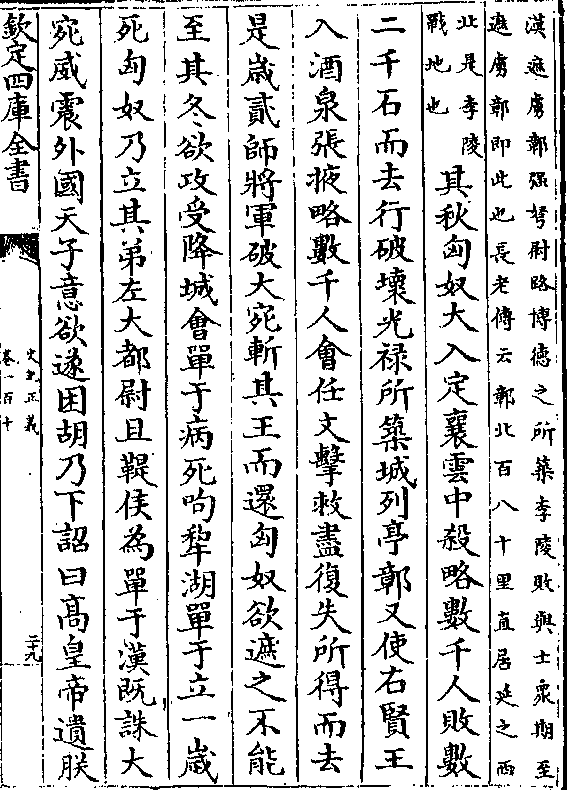 漢遮虜鄣强弩尉路博德之所築李陵敗與士衆期至
遮虜鄣即此也長老傳云鄣北百八十里直居延之西
北是李陵
戰地也
其秋匈奴大入定襄雲中殺略數千人敗數
二千石而去行破壞光禄所築城列亭鄣又使右賢王
入酒泉張掖略數千人會任文擊救盡復失所得而去
是嵗貳師將軍破大宛斬其王而還匈奴欲遮之不能
至其冬欲攻受降城會單于病死呴犂湖單于立一嵗
死匈奴乃立其弟左大都尉且鞮侯為單于漢既誅大
宛威震外國天子意欲遂困胡乃下詔曰髙皇帝遺朕
欽定四庫全書
史記正義
卷一百十
二十九